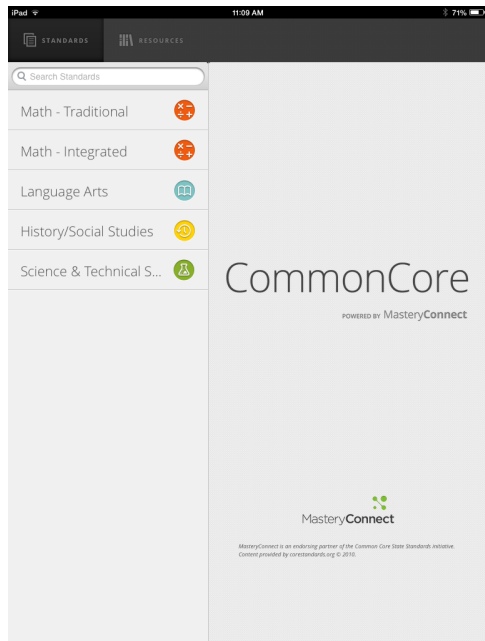 iPad 11:09 AM 71%
STANDARDS RESOURCES
Search Standards
Math - Traditional
Math - Integrated
Language Arts
History/Social Studies
Science & Technical S...
CommonCore
POWERED BY MasteryConnect
MasteryConnect
MasteryConnect is an endorsing partner of the Common Core State Standards Initiative.
Content provided by corestandards.org © 2010.